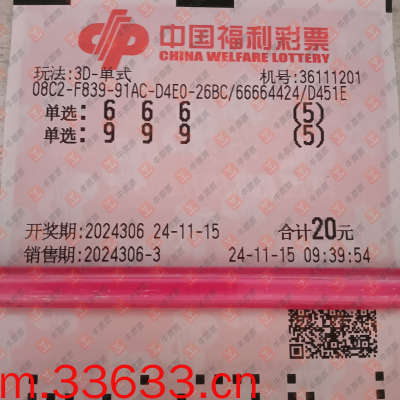 中国福利彩票
CHINA WELFARE LOTTERY
玩法:3D-单式 机号:36111201
08C2-F839-91AC-D4E0-26BC/66664424/D451E
单选: 6 6 6 (5)
单选: 9 9 9 (5)
开奖期:2024306 24-11-15 合计20元
销售期:2024306-3 24-11-15 09:39:54
m.33633.cn